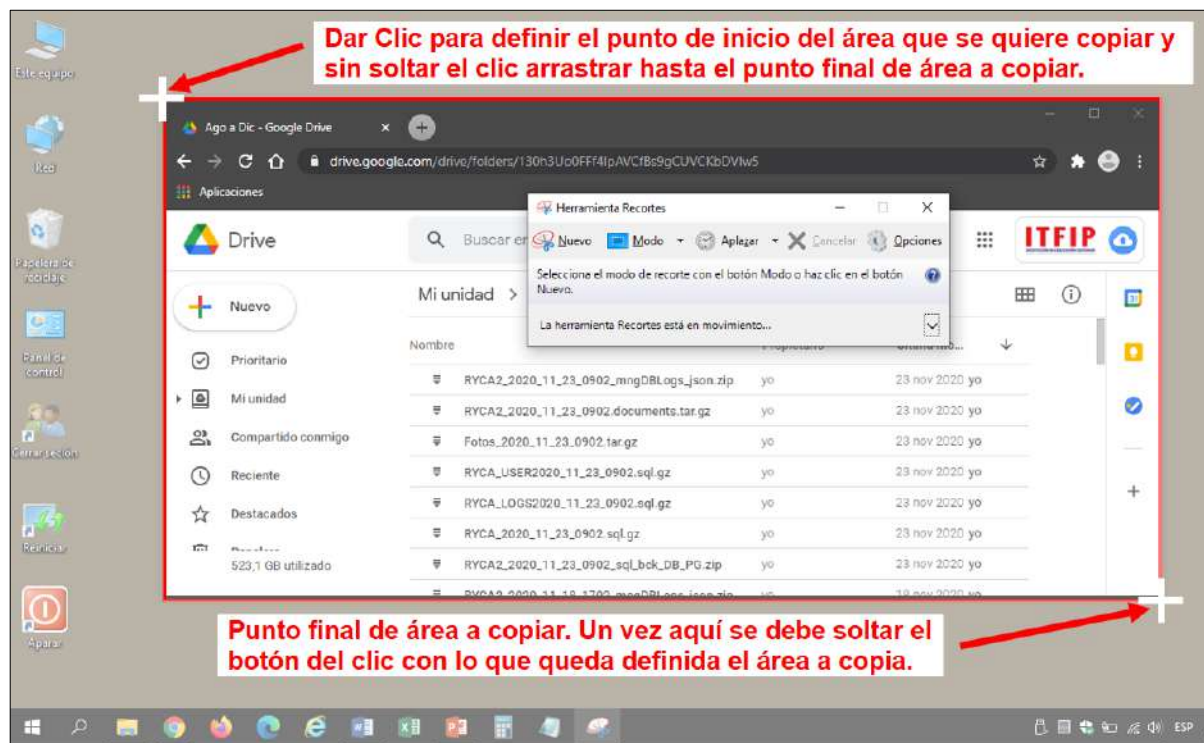 Dar Clic para definir el punto de inicio del área que se quiere copiar y
sin soltar el clic arrastrar hasta el punto final de área a copiar.
Este equipo
Red
Papelera de
reciclaje
Panel de
control
Cerrar sesión
Reiniciar
Apagar
Ago a Dic - Google Drive
Aplicaciones
Herramienta Recortes
Nuevo Modo Aplazar Cancelar Opciones
Selecciona el modo de recorte con el botón Modo o haz clic en el botón
Nuevo.
La herramienta Recortes está en movimiento...
Drive
Buscar en
ITFIP
Nuevo
Mi unidad
Prioritario
Mi unidad
Compartido conmigo
Reciente
Destacados
523,1 GB utilizado
Nombre
RYCA2_2020_11_23_0902_mngDBLogs_json.zip yo 23 nov 2020 yo
RYCA2_2020_11_23_0902.documents.tar.gz yo 23 nov 2020 yo
Fotos_2020_11_23_0902.tar.gz yo 23 nov 2020 yo
RYCA_USER2020_11_23_0902.sql.gz yo 23 nov 2020 yo
RYCA_LOGS2020_11_23_0902.sql.gz yo 23 nov 2020 yo
RYCA_2020_11_23_0902.sql.gz yo 23 nov 2020 yo
RYCA2_2020_11_23_0902_sql_bck_DB_PG.zip yo 23 nov 2020 yo
Punto final de área a copiar. Un vez aquí se debe soltar el
botón del clic con lo que queda definida el área a copia.
ESP